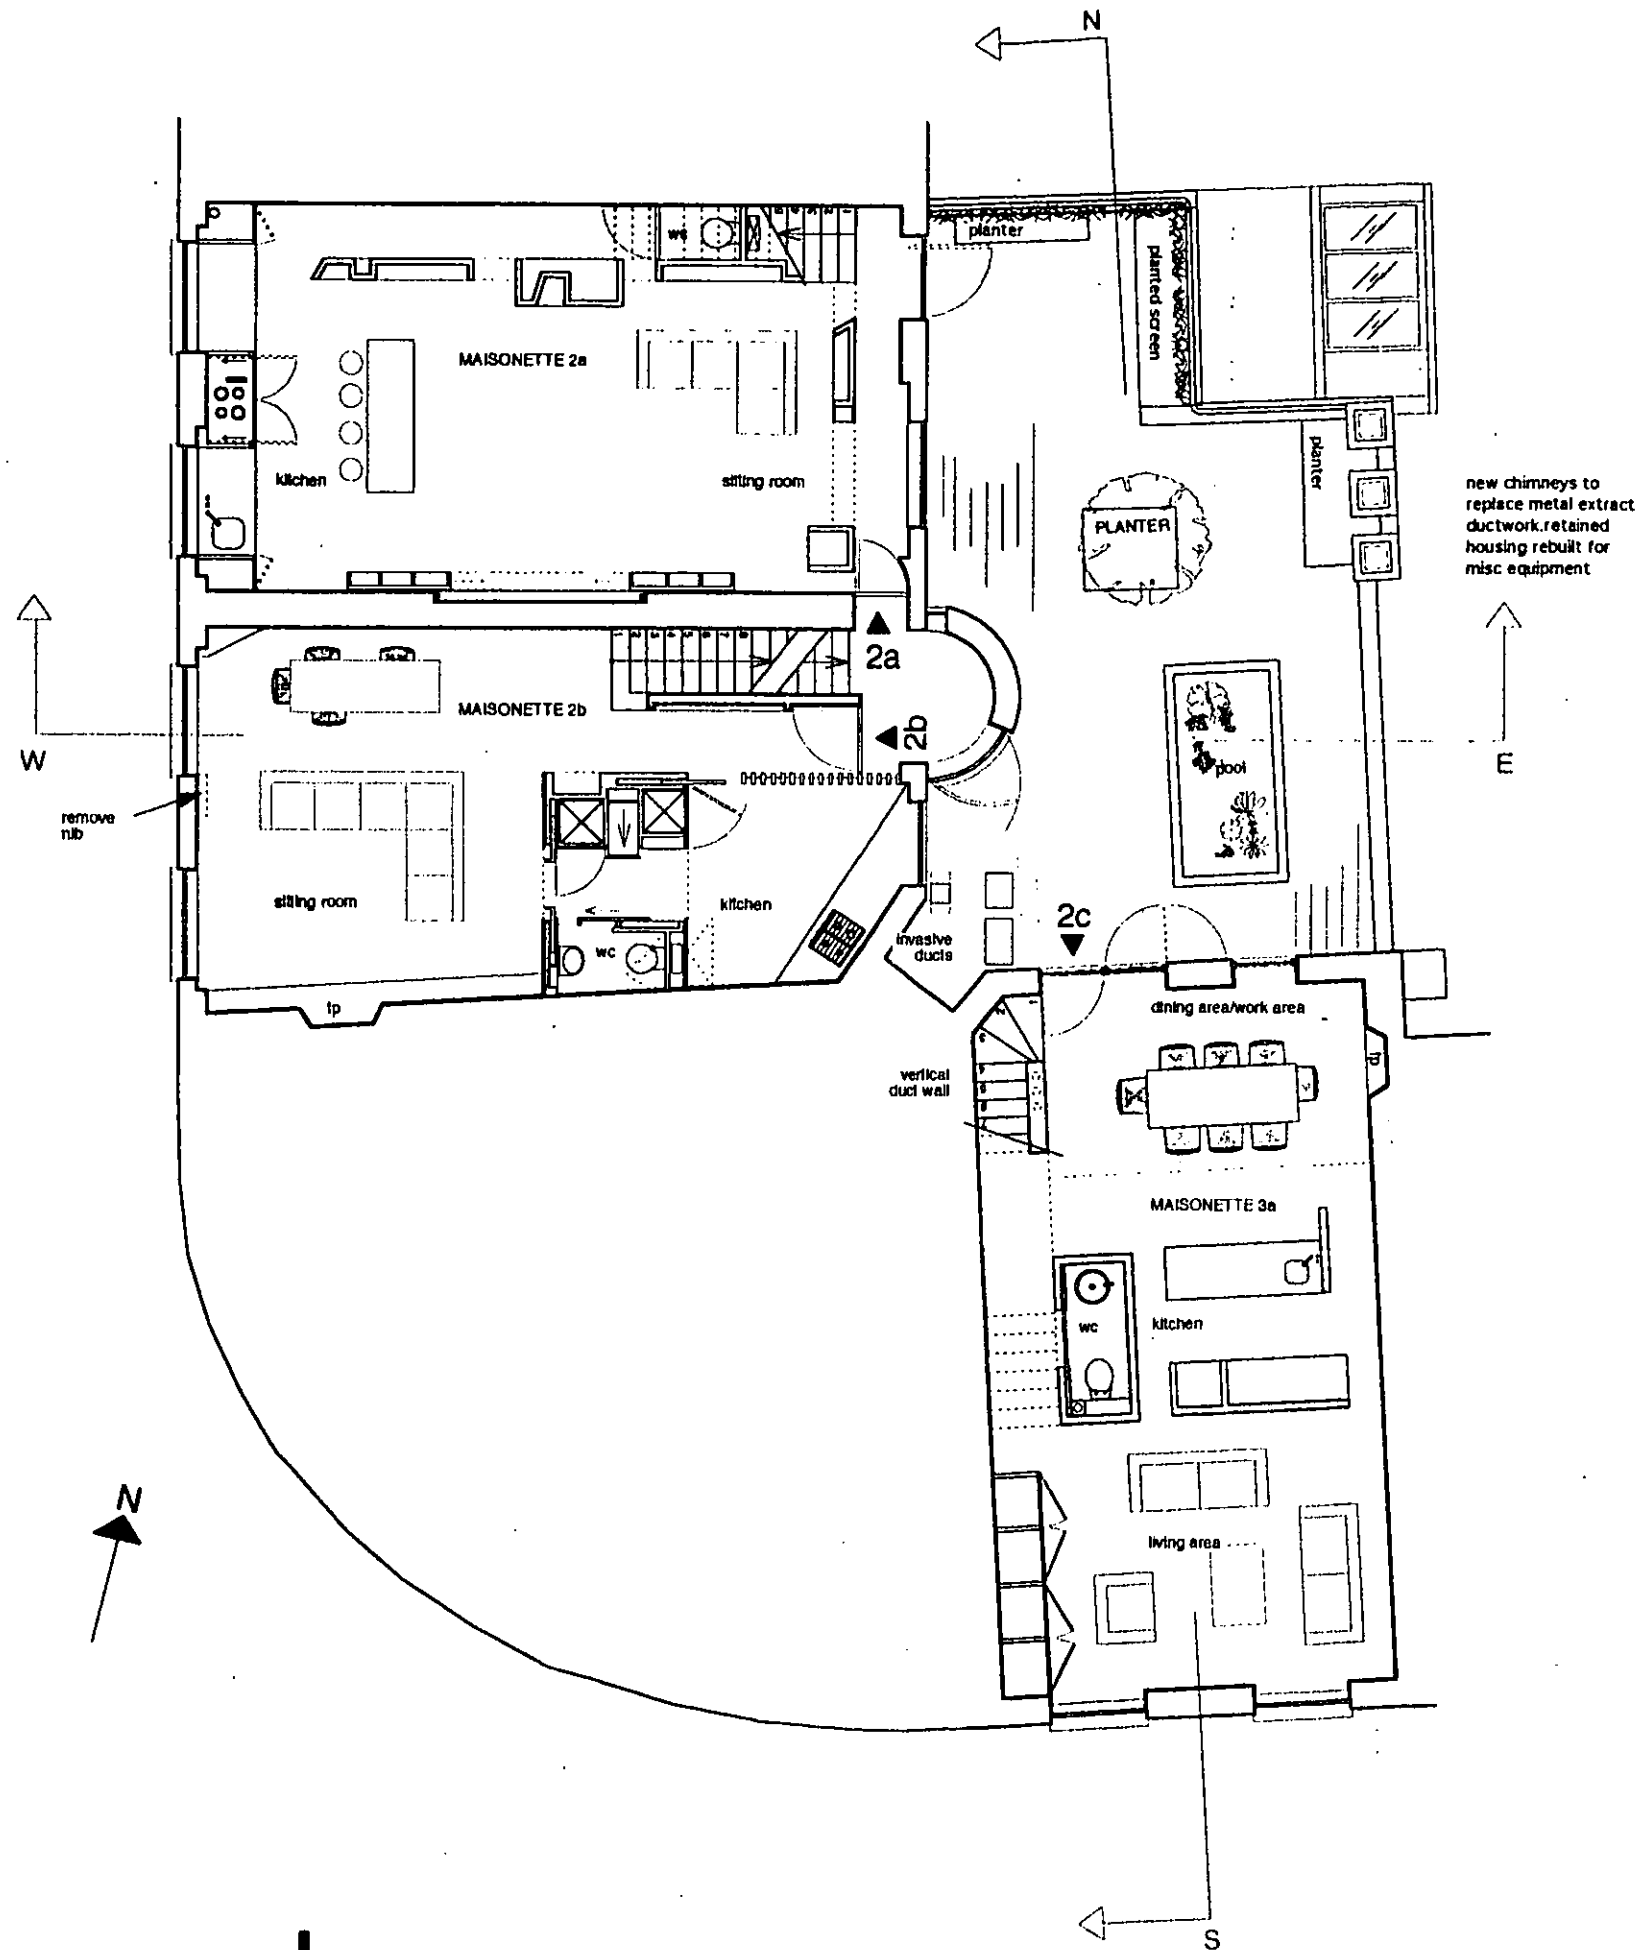 N
planter
wc
planted screen
MAISONETTE 2a
planter
kitchen
sitting room
new chimneys to
replace metal extract
ductwork.retained
housing rebuilt for
misc equipment
PLANTER
2a
MAISONETTE 2b
2b
W
E
pool
remove
nib
sitting room
kitchen
2c
invasive
ducts
wc
fp
dining area/work area
fp
vertical
duct wall
MAISONETTE 3a
wc
kitchen
N
living area
S